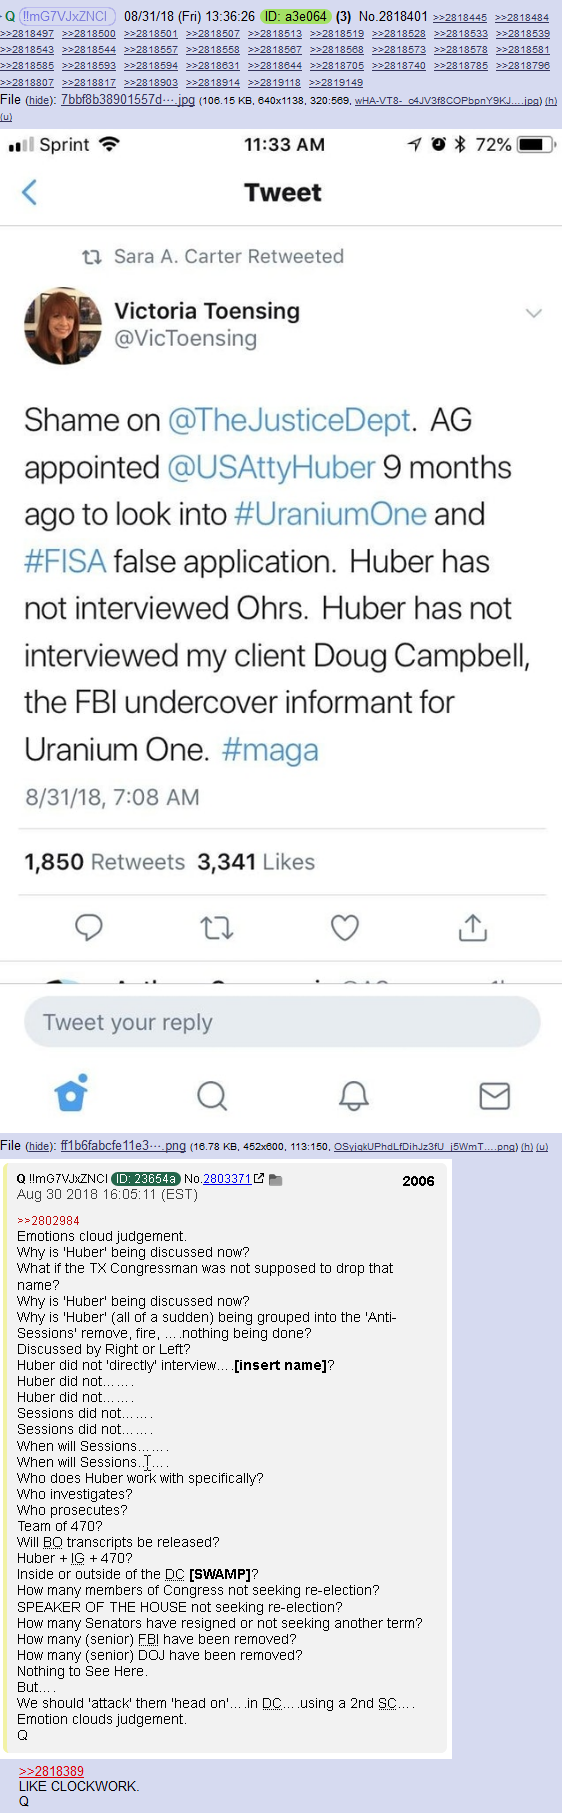 Q !!mG7VJxZNCI 08/31/18 (Fri) 13:36:26 ID: a3e064 (3) No.2818401 >>2818445 >>2818484
>>2818497 >>2818500 >>2818501 >>2818507 >>2818513 >>2818519 >>2818528 >>2818533 >>2818539
>>2818543 >>2818544 >>2818557 >>2818558 >>2818567 >>2818568 >>2818573 >>2818578 >>2818581
>>2818585 >>2818593 >>2818594 >>2818631 >>2818644 >>2818705 >>2818740 >>2818785 >>2818796
>>2818807 >>2818817 >>2818903 >>2818914 >>2819118 >>2819149
File (hide): 7bbf8b38901557d⋯.jpg (106.15 KB, 640x1138, 320:569, wHA-VT8-_o4JV3f8COPbpnY9KJ....jpg) (h)
(u)
Sprint 11:33 AM 72%
Tweet
Sara A. Carter Retweeted
Victoria Toensing
@VicToensing
Shame on @TheJusticeDept. AG
appointed @USAttyHuber 9 months
ago to look into #UraniumOne and
#FISA false application. Huber has
not interviewed Ohrs. Huber has not
interviewed my client Doug Campbell,
the FBI undercover informant for
Uranium One. #maga
8/31/18, 7:08 AM
1,850 Retweets 3,341 Likes
Tweet your reply
File (hide): ff1b6fabcfe11e3⋯.png (16.78 KB, 452x600, 113:150, OSyjqkUPhdLfDihJz3fU_j5WmT....png) (h) (u)
Q !!mG7VJxZNCI ID: 23654a No.2803371 2006
Aug 30 2018 16:05:11 (EST)
>>2802984
Emotions cloud judgement.
Why is 'Huber' being discussed now?
What if the TX Congressman was not supposed to drop that
name?
Why is 'Huber' being discussed now?
Why is 'Huber' (all of a sudden) being grouped into the 'Anti-
Sessions' remove, fire, ….nothing being done?
Discussed by Right or Left?
Huber did not 'directly' interview….[insert name]?
Huber did not…….
Huber did not…….
Sessions did not…….
Sessions did not…….
When will Sessions…….
When will Sessions…….
Who does Huber work with specifically?
Who investigates?
Who prosecutes?
Team of 470?
Will BO transcripts be released?
Huber + IG + 470?
Inside or outside of the DC [SWAMP]?
How many members of Congress not seeking re-election?
SPEAKER OF THE HOUSE not seeking re-election?
How many Senators have resigned or not seeking another term?
How many (senior) FBI have been removed?
How many (senior) DOJ have been removed?
Nothing to See Here.
But….
We should 'attack' them 'head on'….in DC….using a 2nd SC….
Emotion clouds judgement.
Q
>>2818389
LIKE CLOCKWORK.
Q